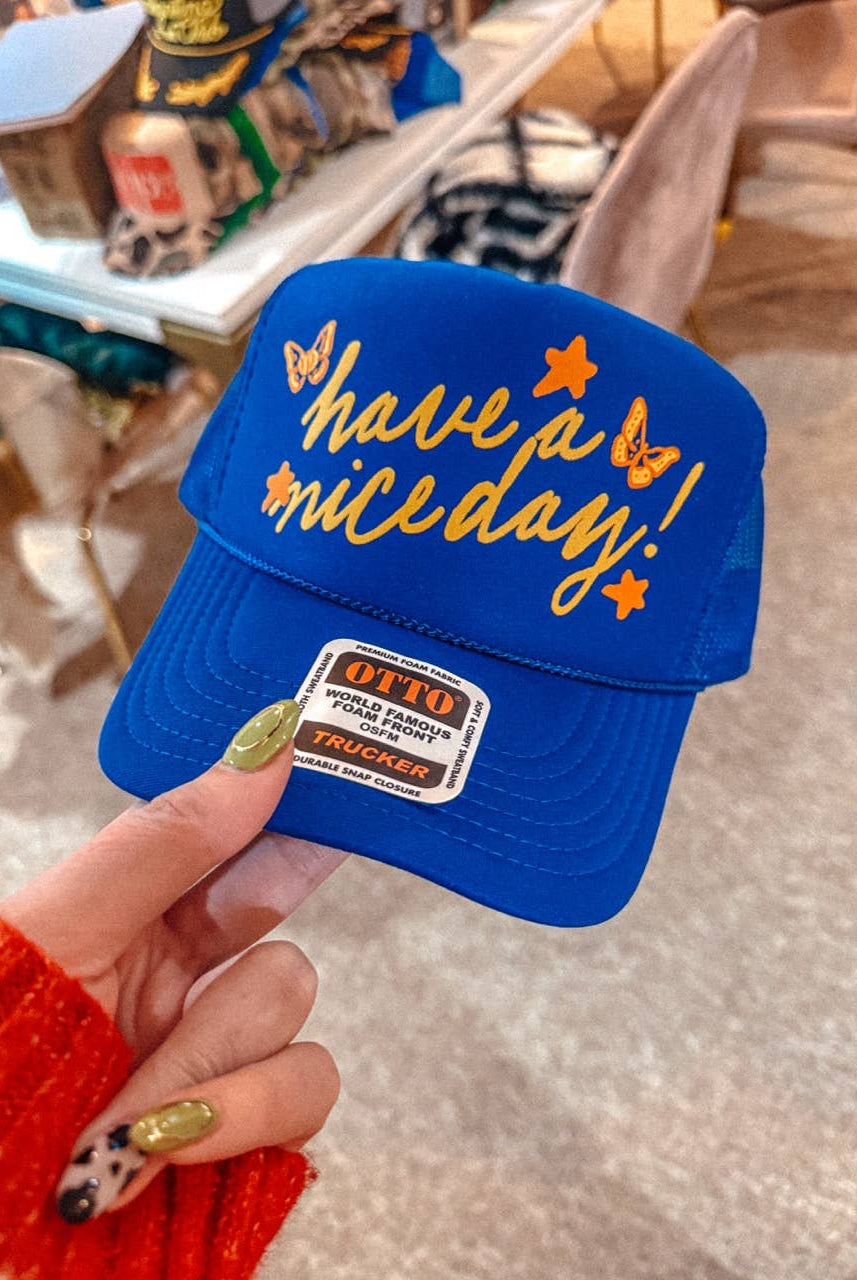 have a
nice day!
PREMIUM FOAM FABRIC
OTTO®
WORLD FAMOUS
FOAM FRONT
OSFM
TRUCKER
DURABLE SNAP CLOSURE
SOFT & COMFY SWEATBAND
SWEATBAND